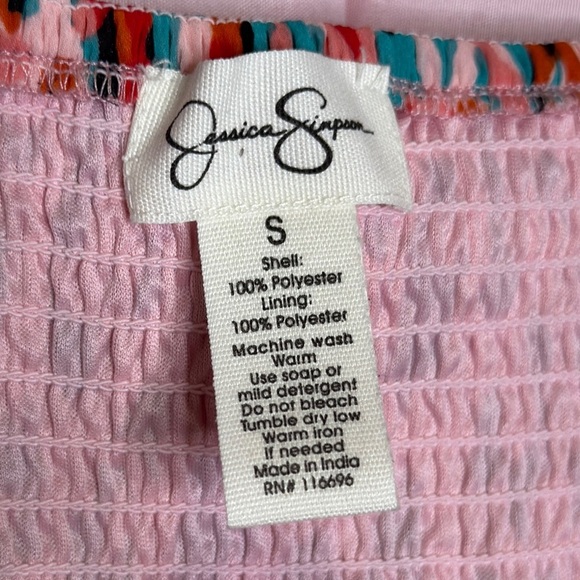 Jessica Simpson
S
Shell:
100% Polyester
Lining:
100% Polyester
Machine wash
Warm
Use soap or
mild detergent
Do not bleach
Tumble dry low
Warm iron
If needed
Made in India
RN# 116696